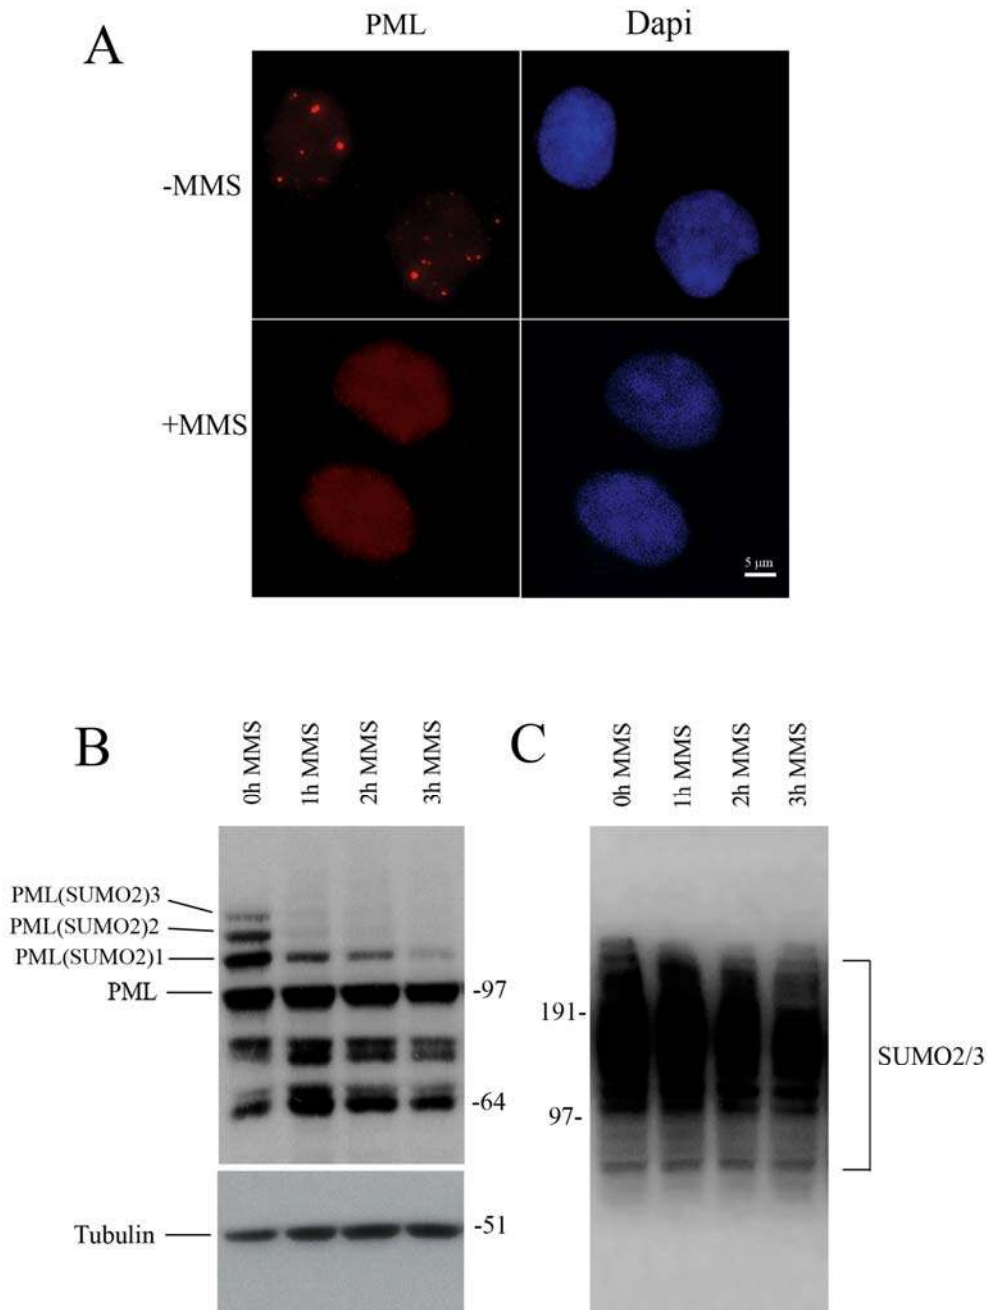 A
PML
Dapi
-MMS
+MMS
5 µm
B
0h MMS
1h MMS
2h MMS
3h MMS
PML(SUMO2)3
PML(SUMO2)2
PML(SUMO2)1
PML
-97
-64
Tubulin
-51
C
0h MMS
1h MMS
2h MMS
3h MMS
191-
97-
SUMO2/3